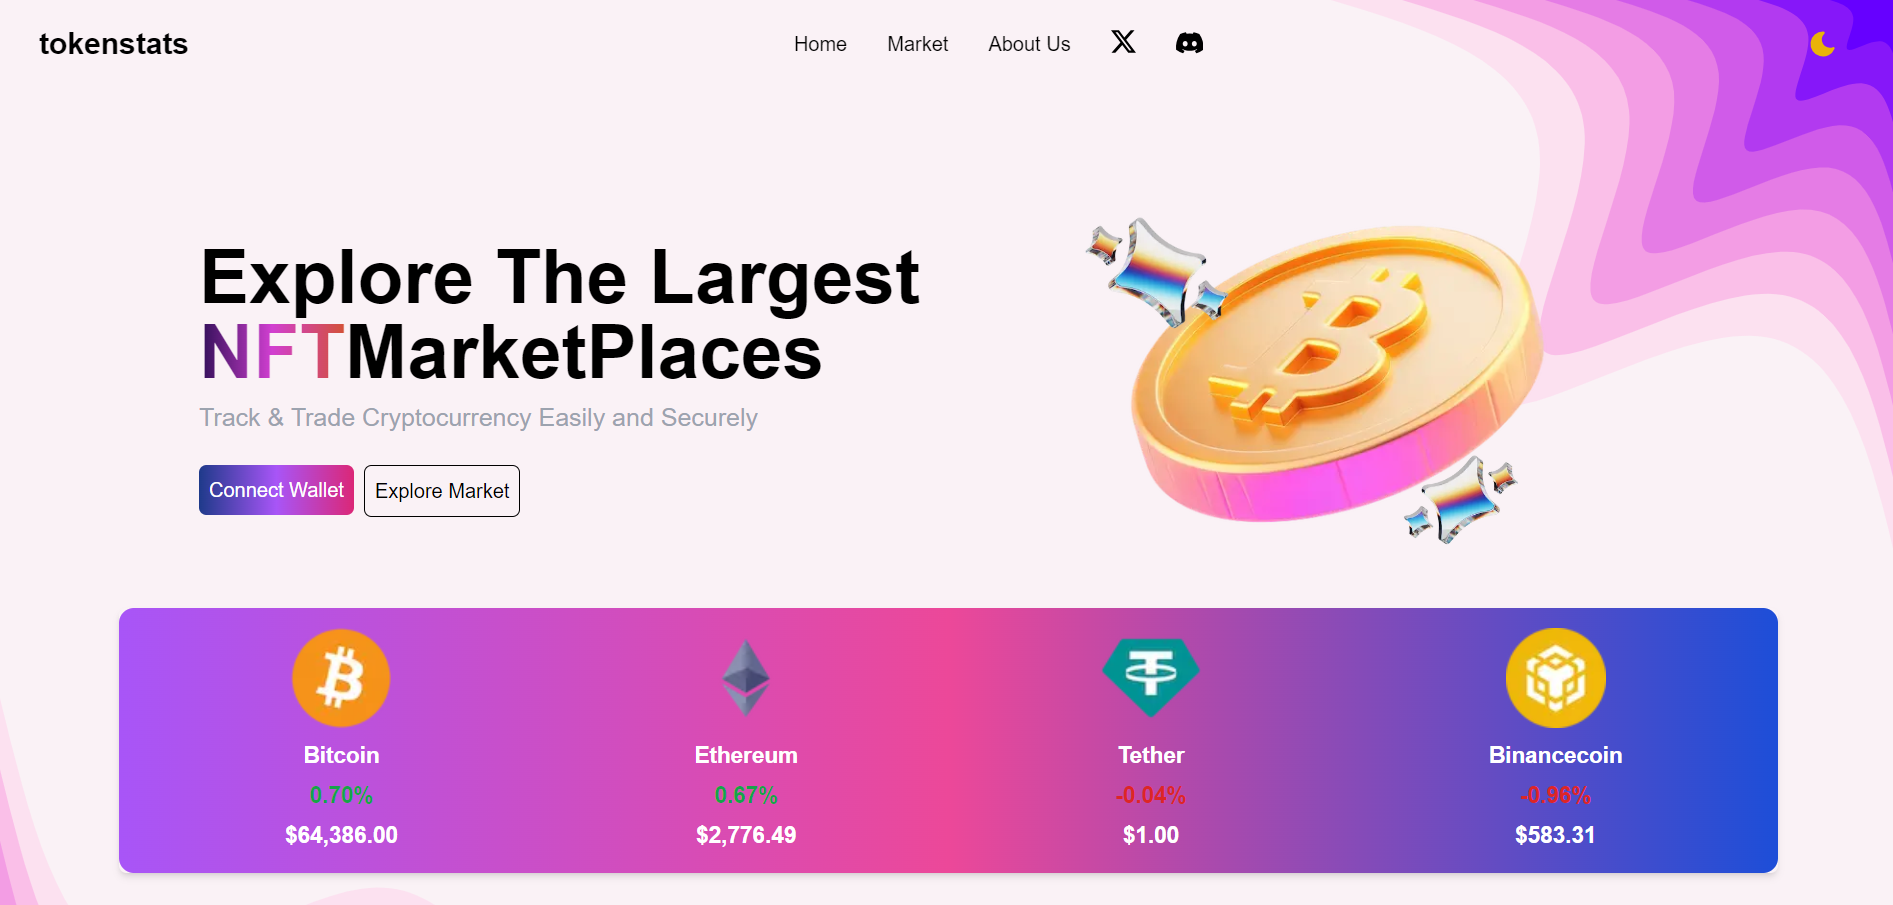 tokenstats
Home Market About Us
Explore The Largest
NFTMarketPlaces
Track & Trade Cryptocurrency Easily and Securely
Connect Wallet Explore Market
Bitcoin Ethereum Tether Binancecoin
0.70% 0.67% -0.04% -0.96%
$64,386.00 $2,776.49 $1.00 $583.31